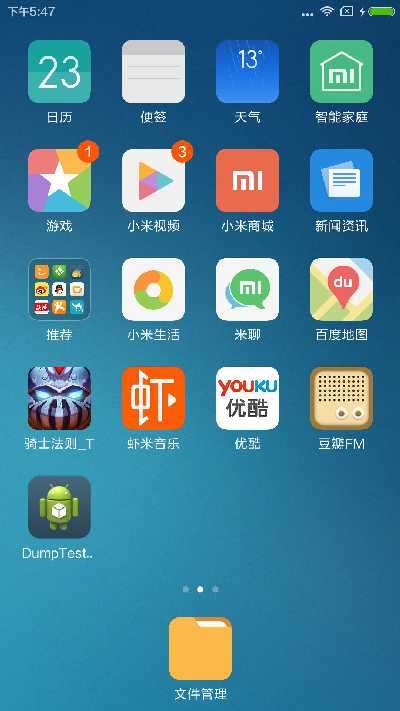 下午5:47
23
13°
日历
便签
天气
智能家庭
1
3
游戏
小米视频
小米商城
新闻资讯
du
推荐
小米生活
米聊
百度地图
虾
YOUKU
优酷
骑士法则_T
虾米音乐
优酷
豆瓣FM
DumpTest..
文件管理